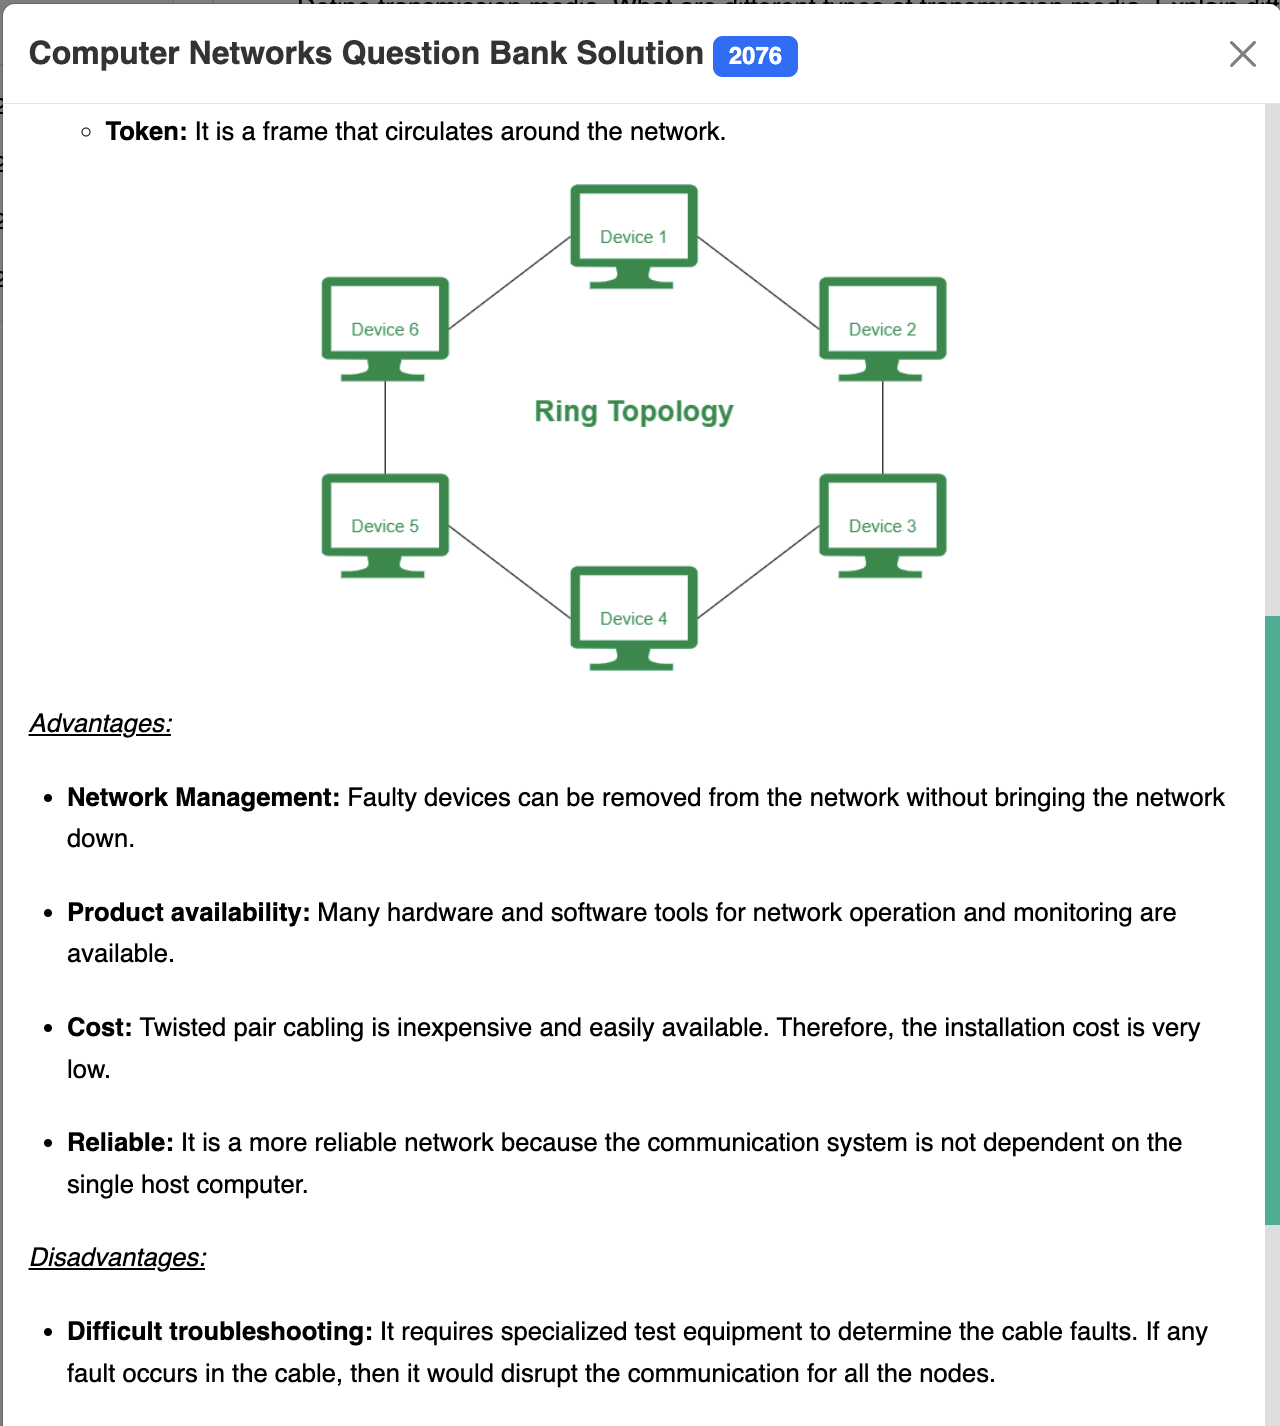 Computer Networks Question Bank Solution 2076
Token: It is a frame that circulates around the network.
Device 1
Device 6
Device 2
Ring Topology
Device 5
Device 3
Device 4
Advantages:
Network Management: Faulty devices can be removed from the network without bringing the network
down.
Product availability: Many hardware and software tools for network operation and monitoring are
available.
Cost: Twisted pair cabling is inexpensive and easily available. Therefore, the installation cost is very
low.
Reliable: It is a more reliable network because the communication system is not dependent on the
single host computer.
Disadvantages:
Difficult troubleshooting: It requires specialized test equipment to determine the cable faults. If any
fault occurs in the cable, then it would disrupt the communication for all the nodes.